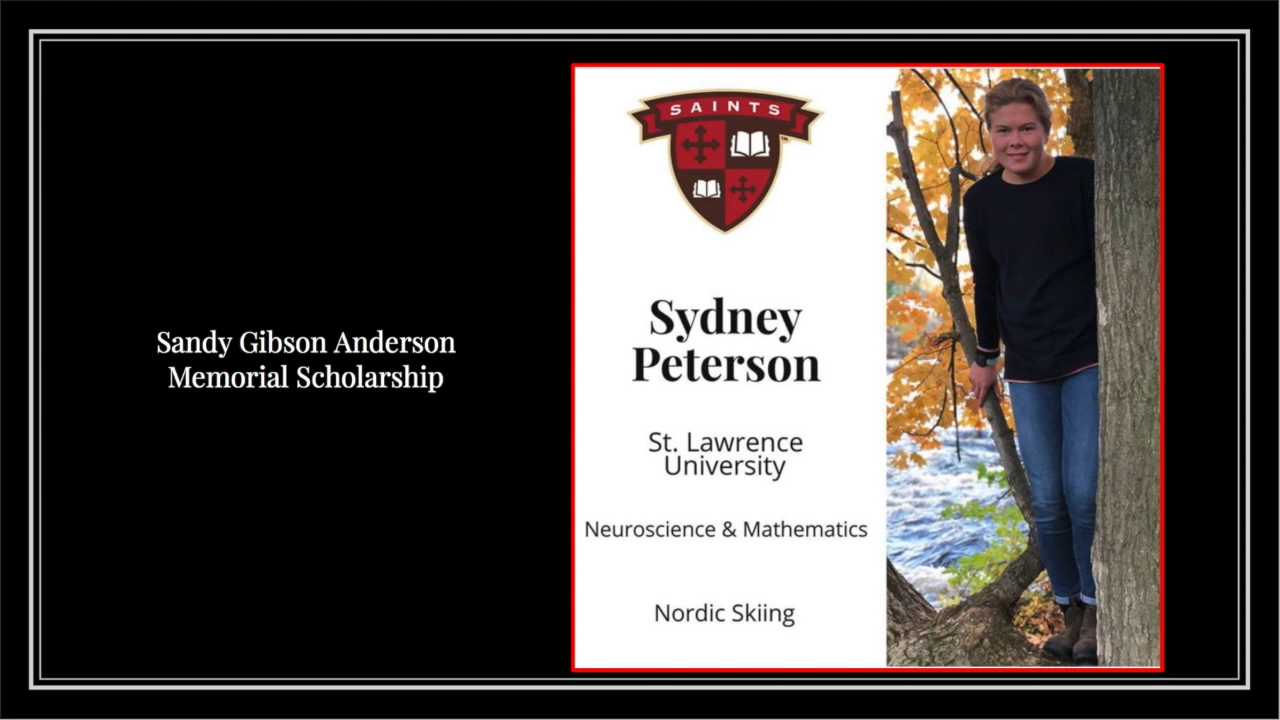 Sandy Gibson Anderson
Memorial Scholarship
SAINTS
Sydney
Peterson
St. Lawrence
University
Neuroscience & Mathematics
Nordic Skiing